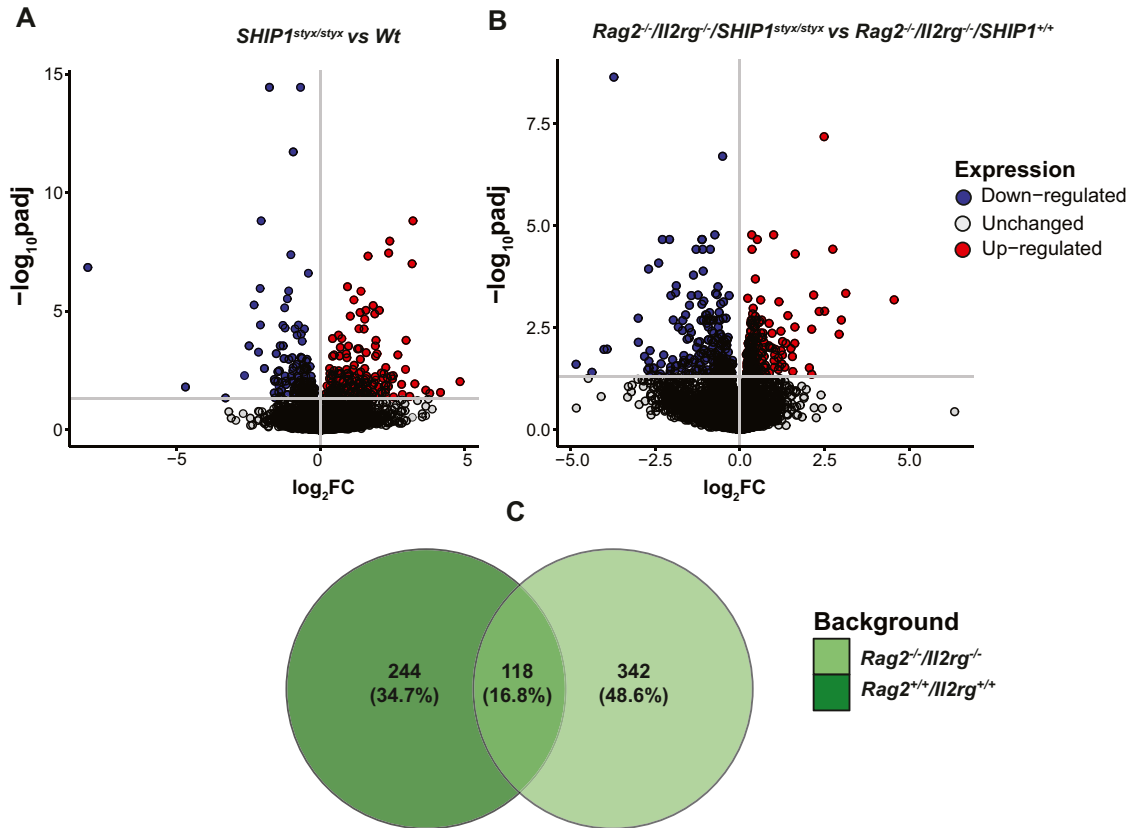 A
SHIP1styx/styx vs Wt
15
10
5
0
−log10padj
−5
0
5
log2FC
B
Rag2-/-/Il2rg-/-/SHIP1styx/styx vs Rag2-/-/Il2rg-/-/SHIP1+/+
7.5
5.0
2.5
0.0
−log10padj
−5.0
−2.5
0.0
2.5
5.0
log2FC
Expression
Down−regulated
Unchanged
Up−regulated
C
244
(34.7%)
118
(16.8%)
342
(48.6%)
Background
Rag2-/-/Il2rg-/-
Rag2+/+/Il2rg+/+